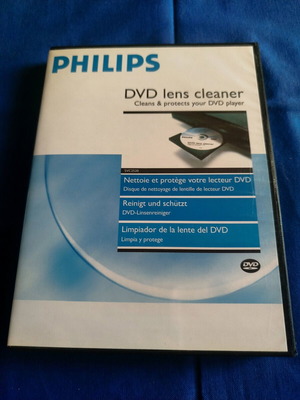 PHILIPS
DVD lens cleaner
Cleans & protects your DVD player
Nettoie et protège votre lecteur DVD
Disque de nettoyage de lentille de lecteur DVD
Reinigt und schützt
DVD-Linsenreiniger
Limpiador de la lente del DVD
Limpia y protege
DVD